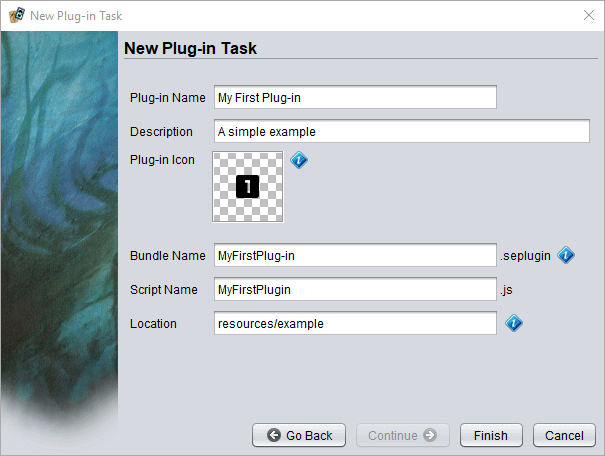 New Plug-in Task
New Plug-in Task
Plug-in Name My First Plug-in
Description A simple example
Plug-in Icon 1
Bundle Name MyFirstPlug-in .seplugin
Script Name MyFirstPlugin .js
Location resources/example
Go Back Continue Finish Cancel